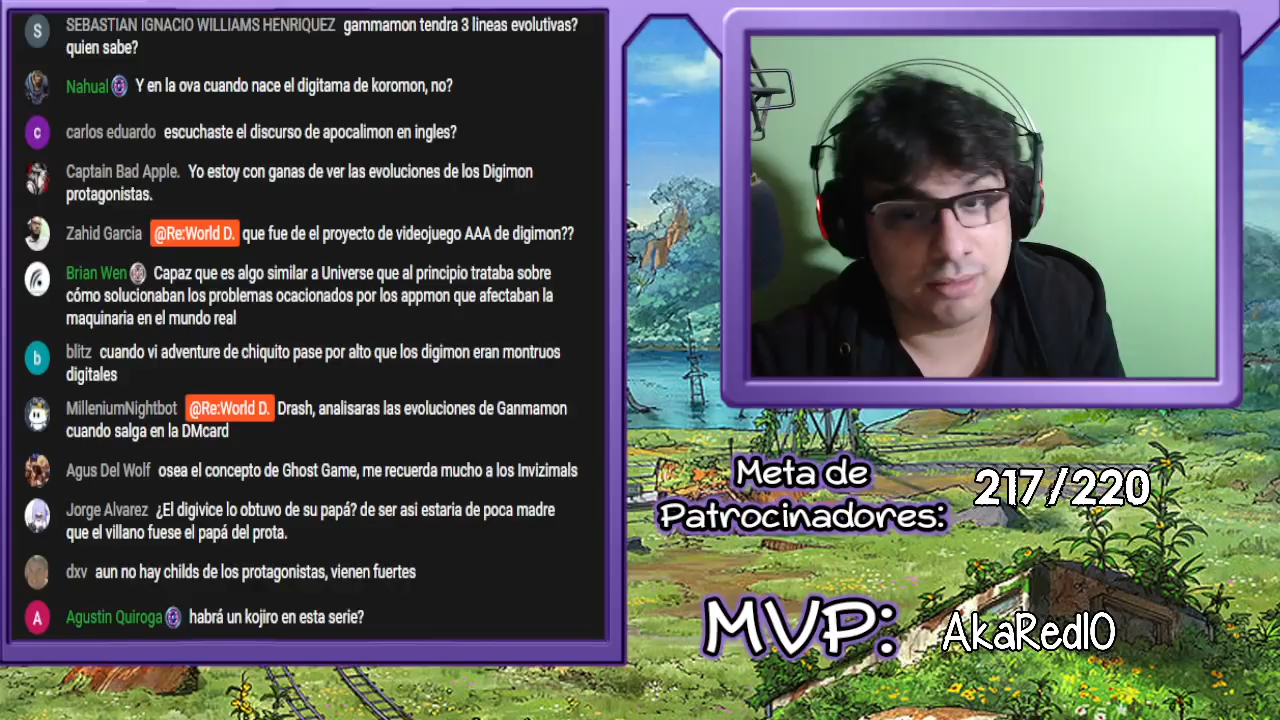 S SEBASTIAN IGNACIO WILLIAMS HENRIQUEZ gammamon tendra 3 lineas evolutivas?
quien sabe?
Nahual Y en la ova cuando nace el digitama de koromon, no?
c carlos eduardo escuchaste el discurso de apocalimon en ingles?
Captain Bad Apple. Yo estoy con ganas de ver las evoluciones de los Digimon
protagonistas.
Zahid Garcia @Re:World D. que fue de el proyecto de videojuego AAA de digimon??
Brian Wen Capaz que es algo similar a Universe que al principio trataba sobre
cómo solucionaban los problemas ocacionados por los appmon que afectaban la
maquinaria en el mundo real
b blitz cuando vi adventure de chiquito pase por alto que los digimon eran montruos
digitales
MilleniumNightbot @Re:World D. Drash, analisaras las evoluciones de Ganmamon
cuando salga en la DMcard
Agus Del Wolf osea el concepto de Ghost Game, me recuerda mucho a los Invizimals
Jorge Alvarez ¿El digivice lo obtuvo de su papá? de ser asi estaria de poca madre
que el villano fuese el papá del prota.
dxv aun no hay childs de los protagonistas, vienen fuertes
A Agustin Quiroga habrá un kojiro en esta serie?
Meta de
Patrocinadores:
217/220
MVP:
AkaRed10